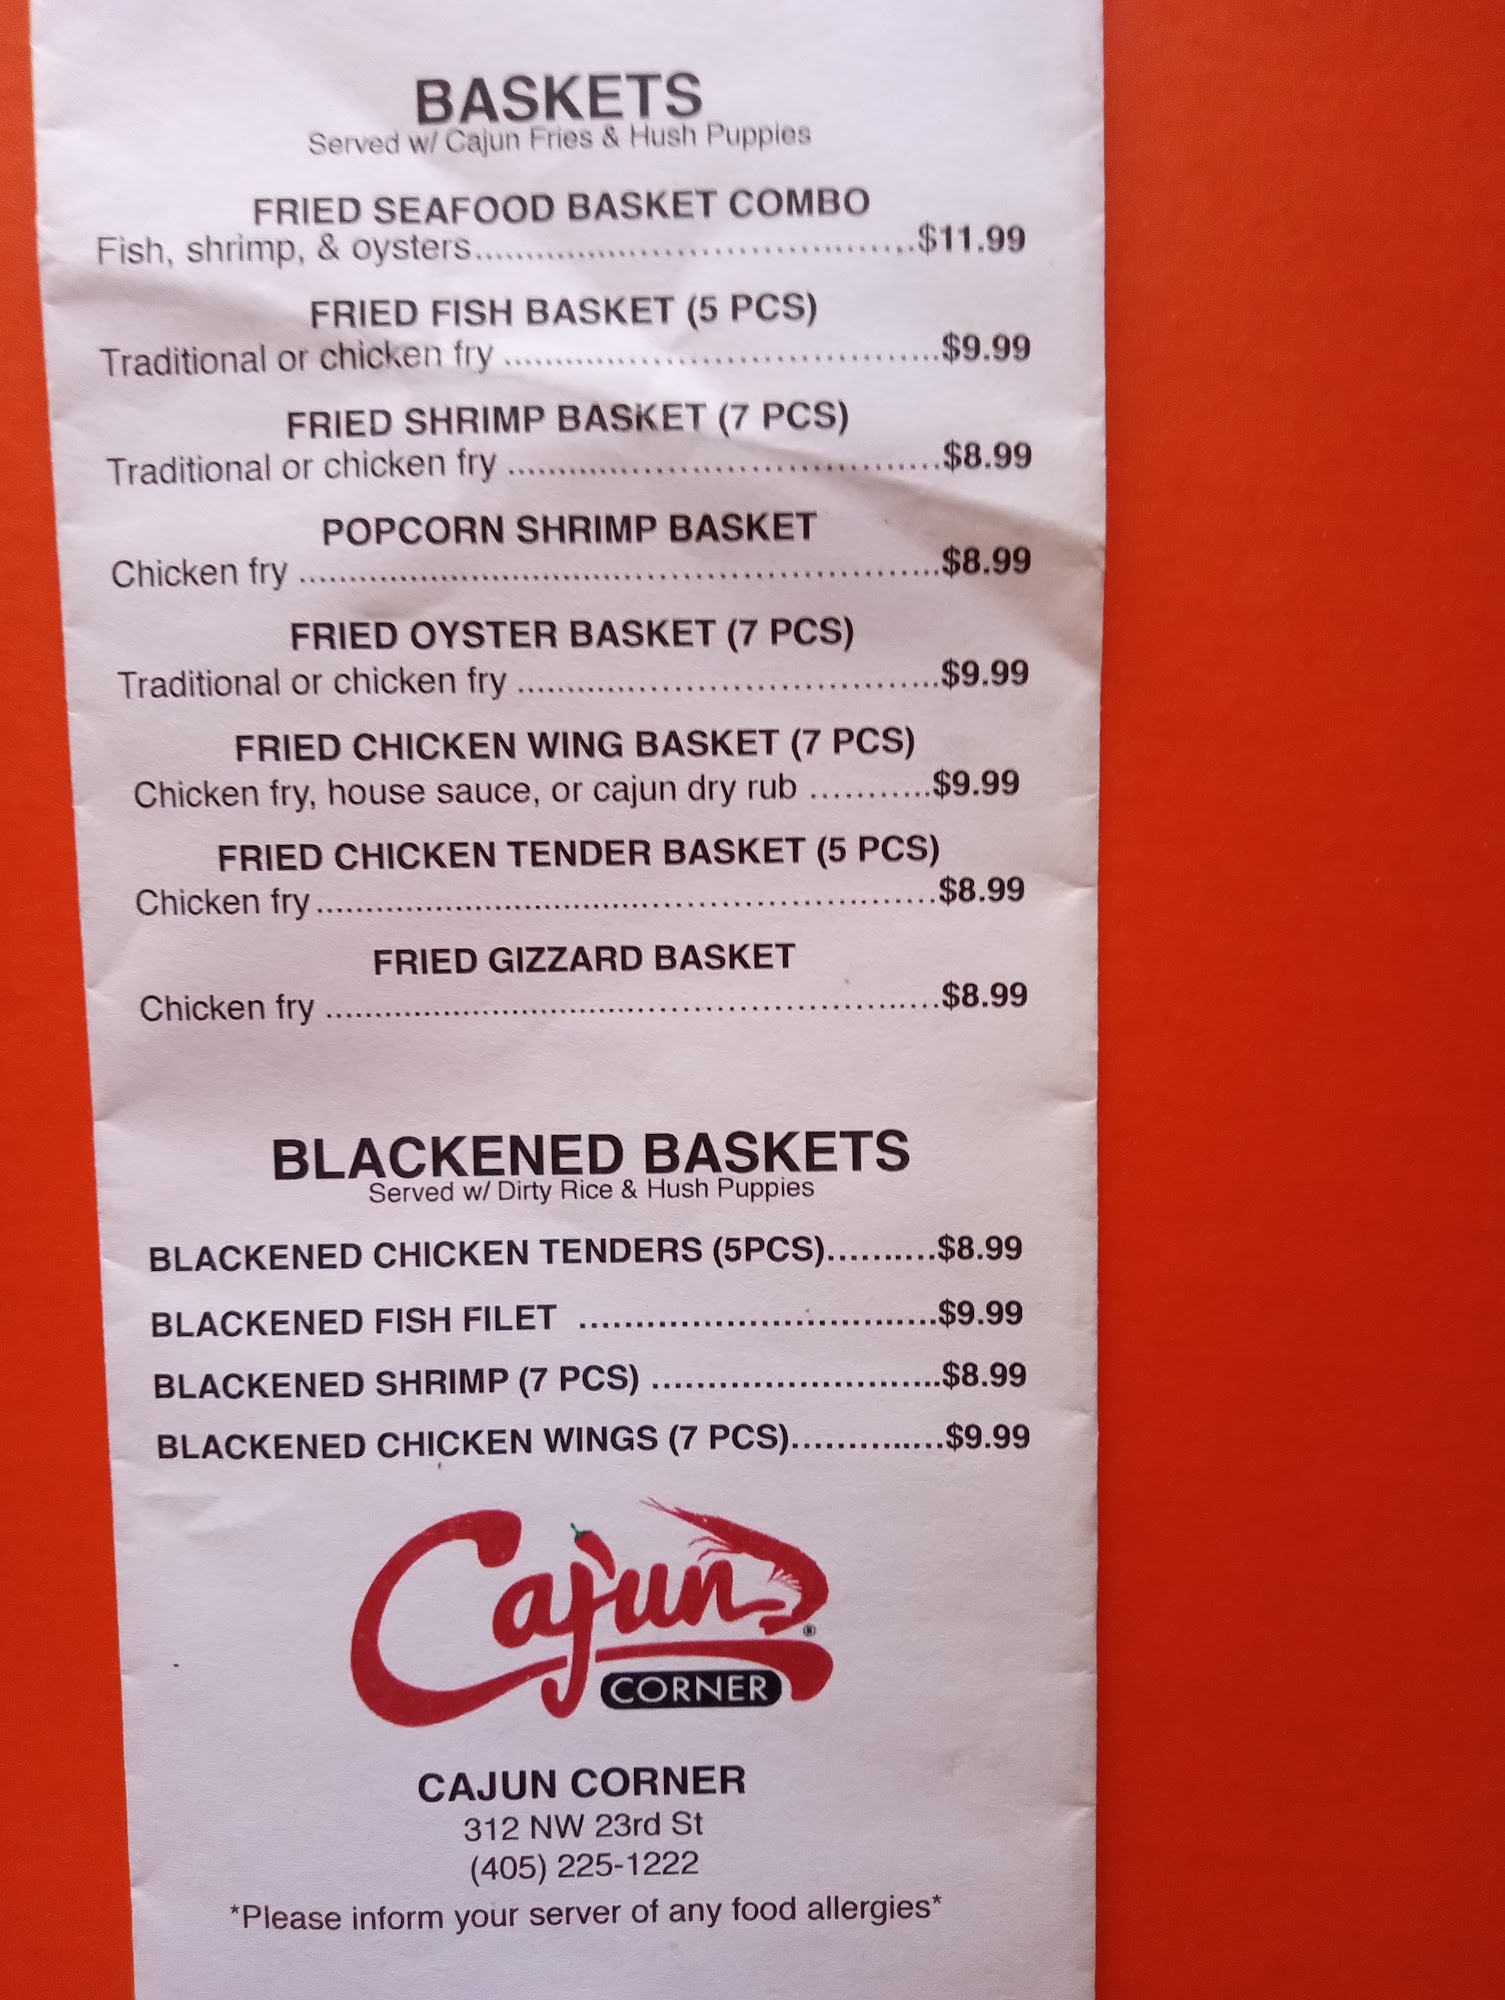 BASKETS
Served w/ Cajun Fries & Hush Puppies
FRIED SEAFOOD BASKET COMBO
Fish, shrimp, & oysters............................................$11.99
FRIED FISH BASKET (5 PCS)
Traditional or chicken fry ............................................$9.99
FRIED SHRIMP BASKET (7 PCS)
Traditional or chicken fry ............................................$8.99
POPCORN SHRIMP BASKET
Chicken fry ................................................................$8.99
FRIED OYSTER BASKET (7 PCS)
Traditional or chicken fry ...........................................$9.99
FRIED CHICKEN WING BASKET (7 PCS)
Chicken fry, house sauce, or cajun dry rub ............$9.99
FRIED CHICKEN TENDER BASKET (5 PCS)
Chicken fry...............................................................$8.99
FRIED GIZZARD BASKET
Chicken fry ..............................................................$8.99
BLACKENED BASKETS
Served w/ Dirty Rice & Hush Puppies
BLACKENED CHICKEN TENDERS (5PCS)..........$8.99
BLACKENED FISH FILET ................................$9.99
BLACKENED SHRIMP (7 PCS) ..........................$8.99
BLACKENED CHICKEN WINGS (7 PCS).............$9.99
Cajun
®
CORNER
CAJUN CORNER
312 NW 23rd St
(405) 225-1222
*Please inform your server of any food allergies*